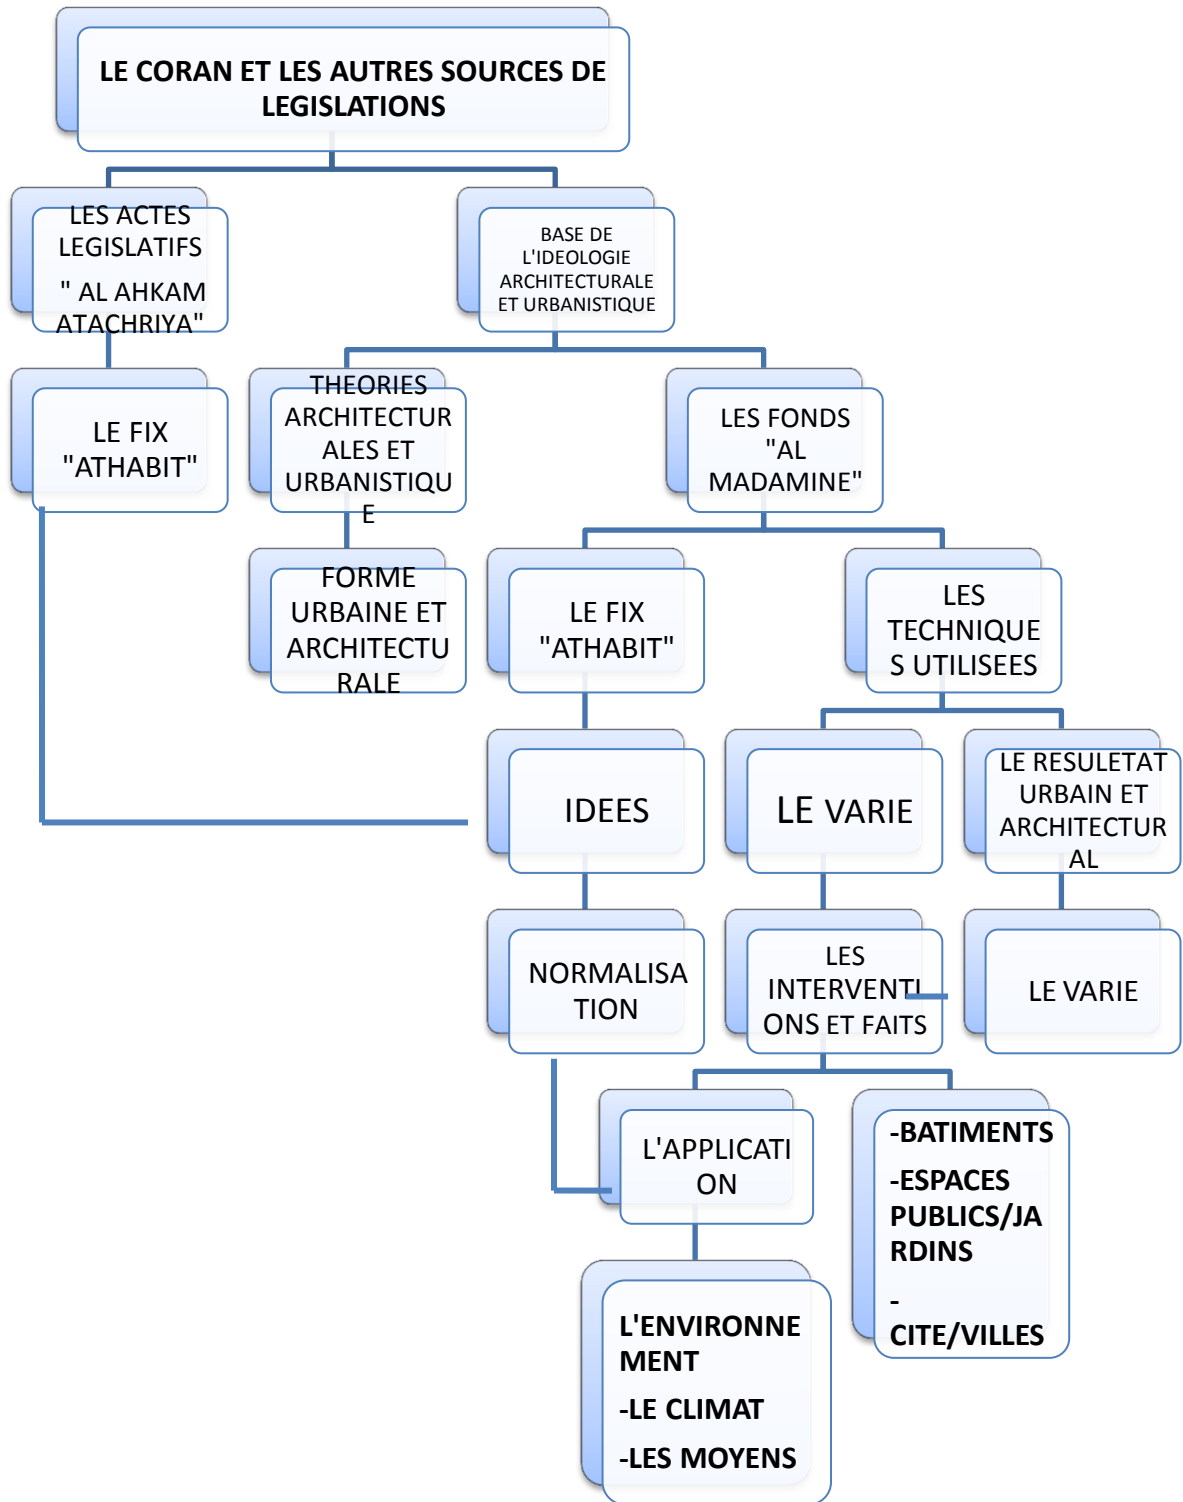 LE CORAN ET LES AUTRES SOURCES DE
LEGISLATIONS
LES ACTES
LEGISLATIFS
" AL AHKAM
ATACHRIYA"
BASE DE
L'IDEOLOGIE
ARCHITECTURALE
ET URBANISTIQUE
LE FIX
"ATHABIT"
THEORIES
ARCHITECTUR
ALES ET
URBANISTIQU
E
LES FONDS
"AL
MADAMINE"
FORME
URBAINE ET
ARCHITECTU
RALE
LE FIX
"ATHABIT"
LES
TECHNIQUE
S UTILISEES
IDEES
LE VARIE
LE RESULETAT
URBAIN ET
ARCHITECTUR
AL
NORMALISA
TION
LES
INTERVENTI
ONS ET FAITS
LE VARIE
L'APPLICATI
ON
-BATIMENTS
-ESPACES
PUBLICS/JA
RDINS
-
CITE/VILLES
L'ENVIRONNE
MENT
-LE CLIMAT
-LES MOYENS